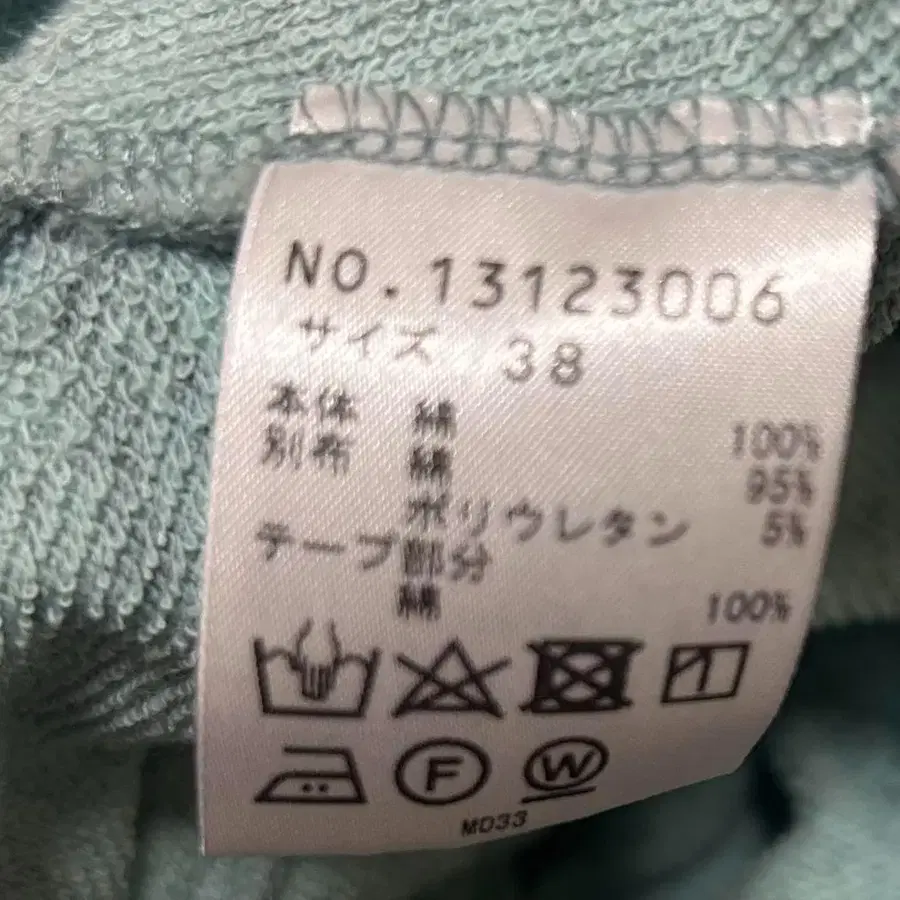 NO.13123006
サイズ 38
本体 綿 100%
別布 綿 95%
ポリウレタン 5%
テープ部分
綿 100%
F W
MD33